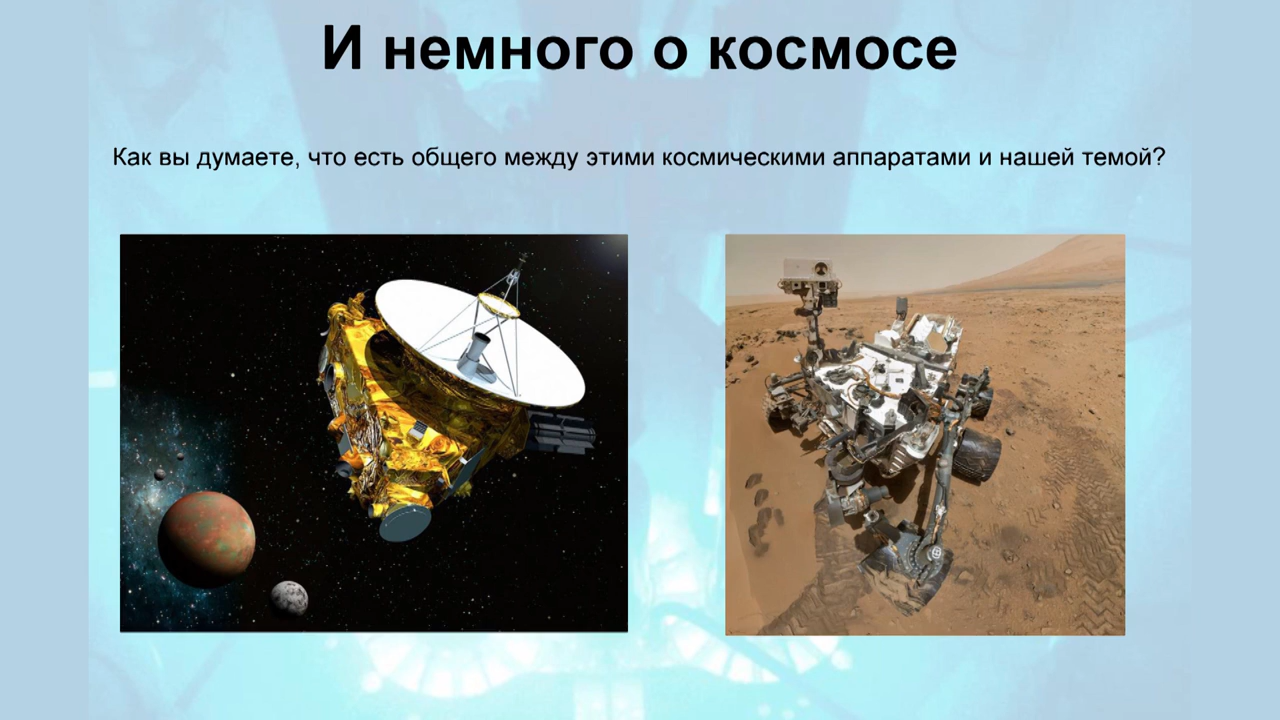 И немного о космосе
Как вы думаете, что есть общего между этими космическими аппаратами и нашей темой?